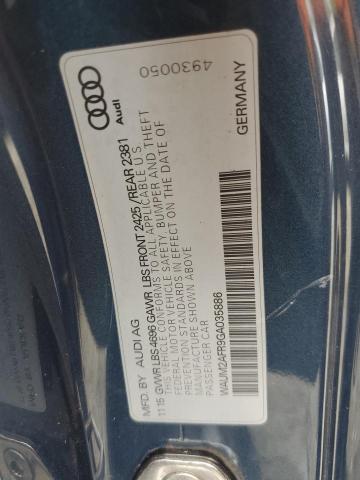 Audi
4930050
GERMANY
MFD. BY AUDI AG
11 15 GVWR LBS 4696 GAWR LBS FRONT 2425 /REAR 2381
THIS VEHICLE CONFORMS TO ALL APPLICABLE U.S.
FEDERAL MOTOR VEHICLE SAFETY, BUMPER AND THEFT
PREVENTION STANDARDS IN EFFECT ON THE DATE OF
MANUFACTURE SHOWN ABOVE
PASSENGER CAR
WAUM2AFR9GA035886